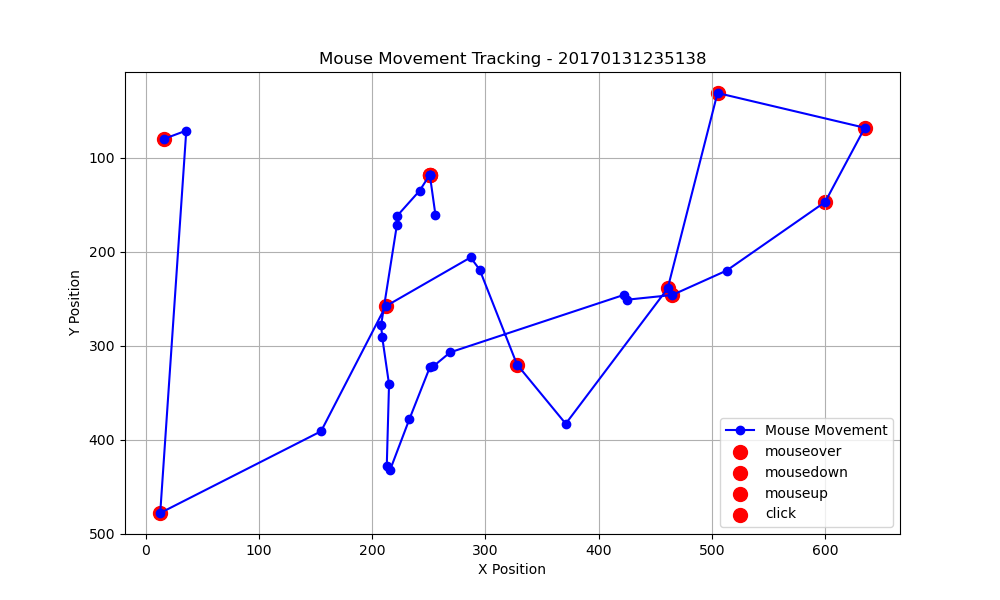 Mouse Movement Tracking - 20170131235138
Y Position
100
200
300
400
500
0
100
200
300
400
500
600
X Position
Mouse Movement
mouseover
mousedown
mouseup
click